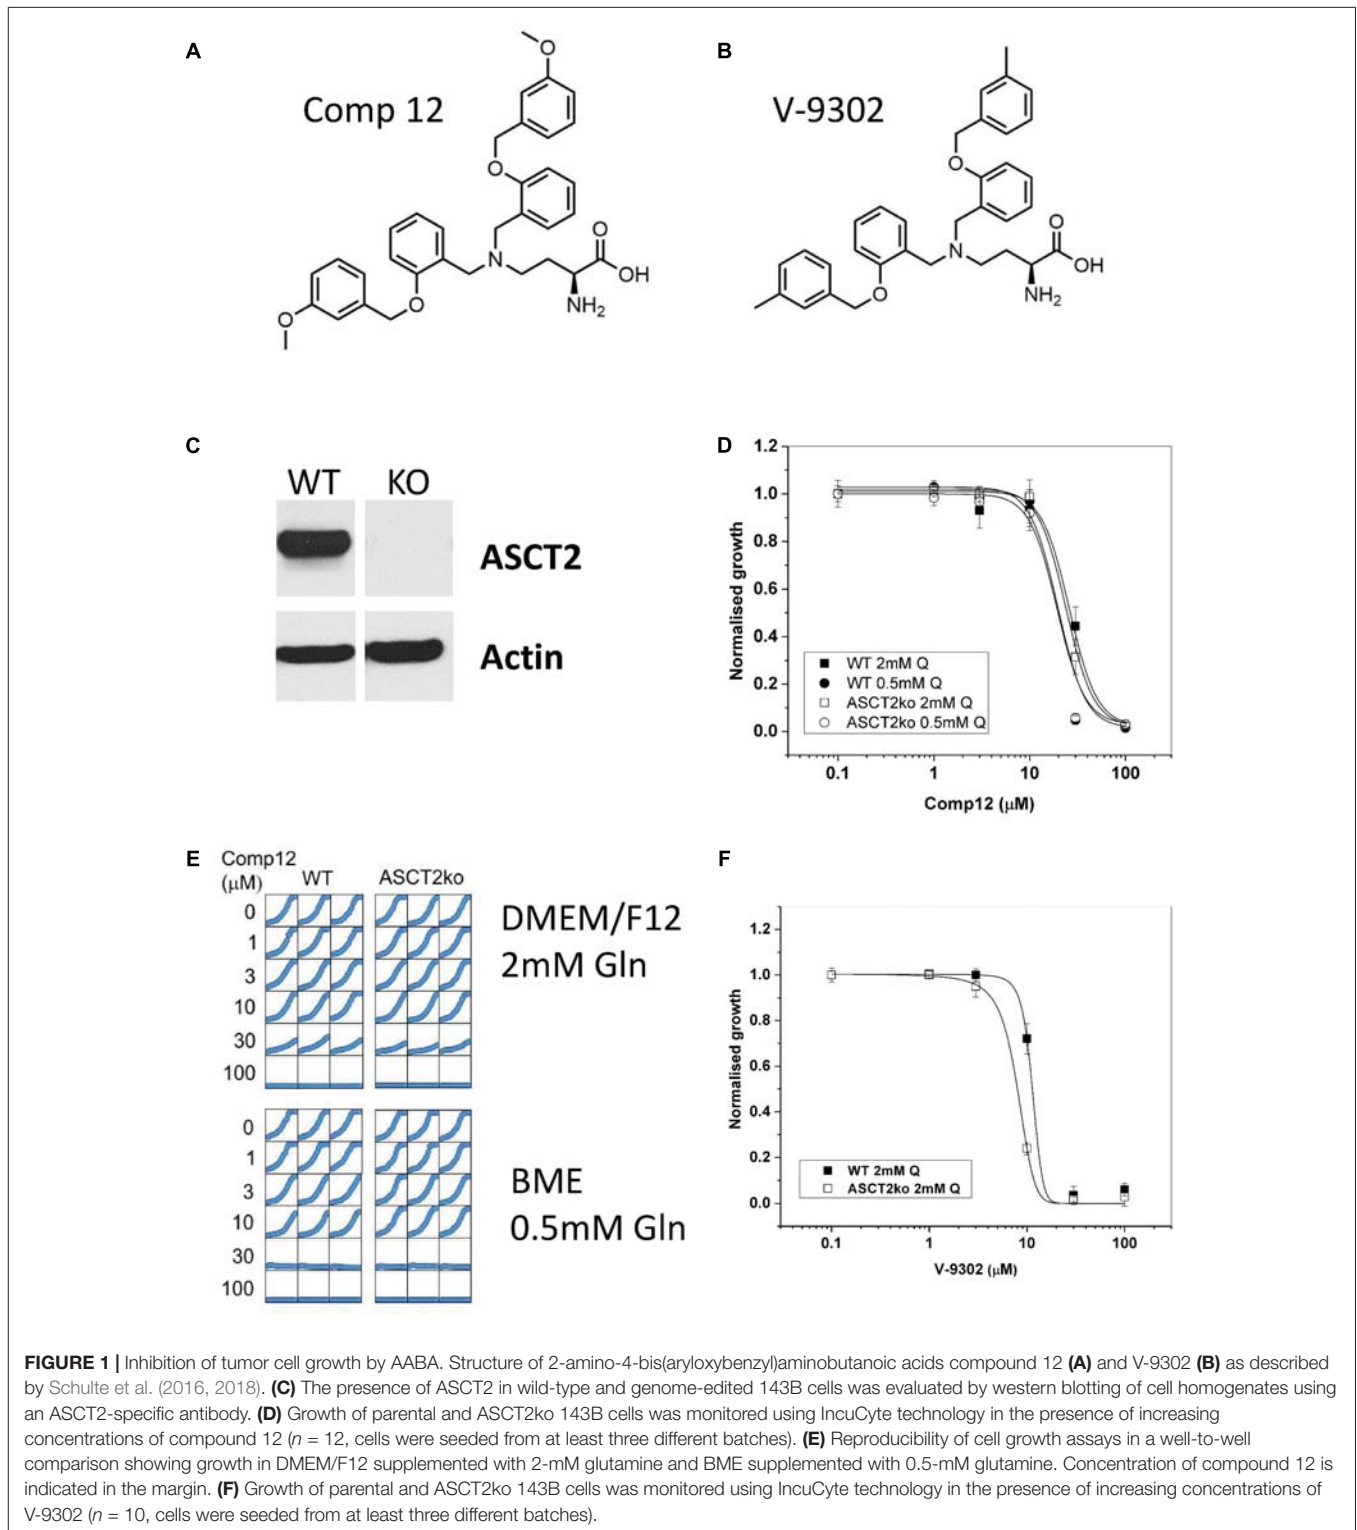 A
Comp 12
O
O
N
O
OH
NH2
O
O
B
V-9302
O
N
O
OH
NH2
O
C
WT KO
ASCT2
Actin
D
1.2
1.0
0.8
0.6
0.4
0.2
0.0
Normalised growth
WT 2mM Q
WT 0.5mM Q
ASCT2ko 2mM Q
ASCT2ko 0.5mM Q
0.1 1 10 100
Comp12 (μM)
E
Comp12
(μM) WT ASCT2ko
0
1
3
10
30
100
DMEM/F12
2mM Gln
0
1
3
10
30
100
BME
0.5mM Gln
F
1.2
1.0
0.8
0.6
0.4
0.2
0.0
Normalised growth
WT 2mM Q
ASCT2ko 2mM Q
0.1 1 10 100
V-9302 (μM)
FIGURE 1 | Inhibition of tumor cell growth by AABA. Structure of 2-amino-4-bis(aryloxybenzyl)aminobutanoic acids compound 12 (A) and V-9302 (B) as described
by Schulte et al. (2016, 2018). (C) The presence of ASCT2 in wild-type and genome-edited 143B cells was evaluated by western blotting of cell homogenates using
an ASCT2-specific antibody. (D) Growth of parental and ASCT2ko 143B cells was monitored using IncuCyte technology in the presence of increasing
concentrations of compound 12 (n = 12, cells were seeded from at least three different batches). (E) Reproducibility of cell growth assays in a well-to-well
comparison showing growth in DMEM/F12 supplemented with 2-mM glutamine and BME supplemented with 0.5-mM glutamine. Concentration of compound 12 is
indicated in the margin. (F) Growth of parental and ASCT2ko 143B cells was monitored using IncuCyte technology in the presence of increasing concentrations of
V-9302 (n = 10, cells were seeded from at least three different batches).